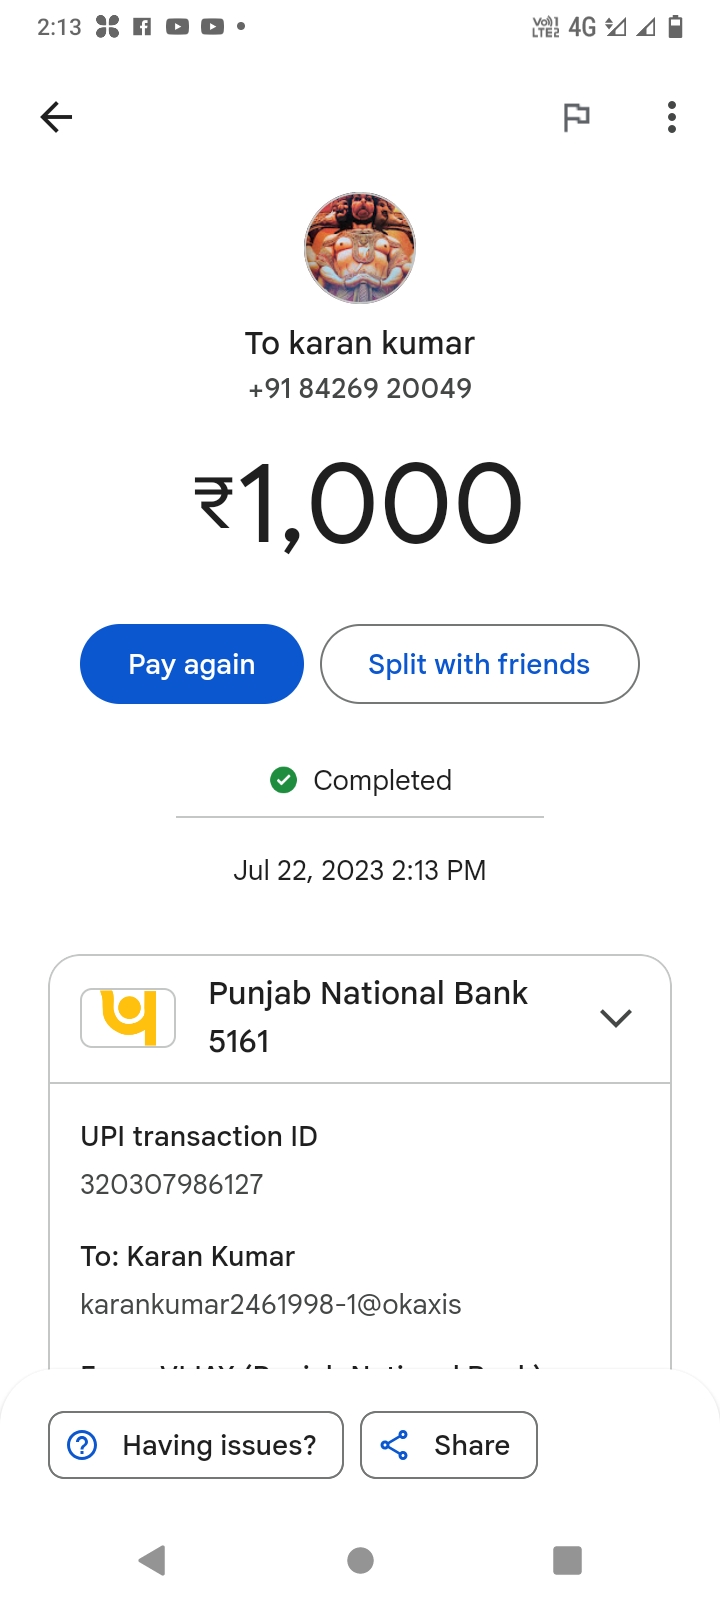 2:13
Vo)) 1
LTE2
4G
To karan kumar
+91 84269 20049
₹1,000
Pay again
Split with friends
Completed
Jul 22, 2023 2:13 PM
Punjab National Bank
5161
UPI transaction ID
320307986127
To: Karan Kumar
karankumar2461998-1@okaxis
Having issues?
Share